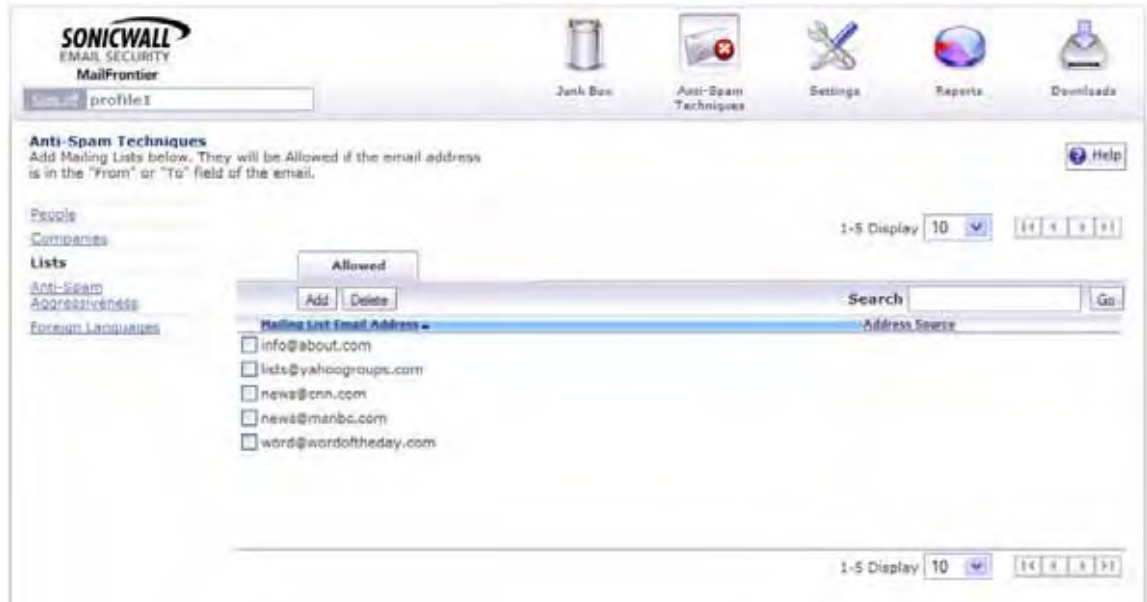 SONICWALL
EMAIL SECURITY
MailFrontier
profile1
Junk Box
Anti-Spam
Techniques
Settings
Reports
Downloads
Anti-Spam Techniques
Add Mailing Lists below. They will be Allowed if the email address
is in the "From" or "To" field of the email.
Help
People
Companies
Lists
Anti-Spam
Aggressiveness
Foreign Languages
1-5 Display 10
Allowed
Add Delete
Search
Go
Mailing List Email Address
Address Source
info@about.com
lists@yahoogroups.com
news@cnn.com
news@msnbc.com
word@wordoftheday.com
1-5 Display 10